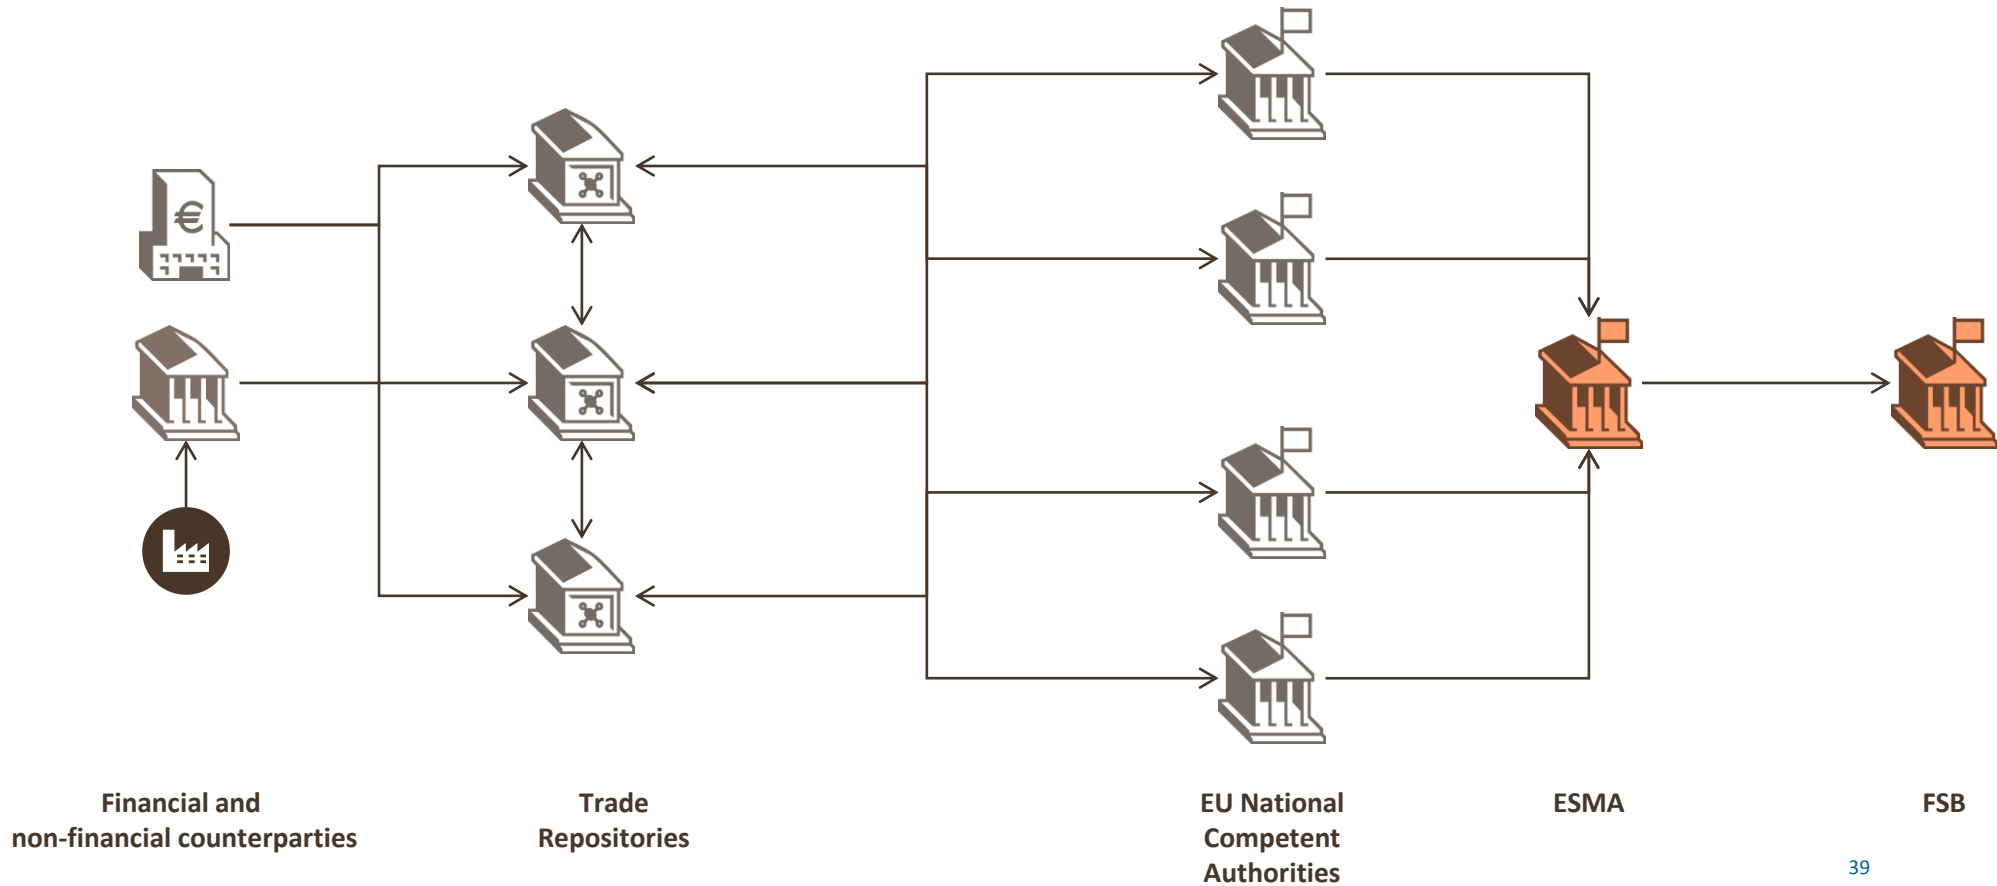 €
Financial and
non-financial counterparties
Trade
Repositories
EU National
Competent
Authorities
ESMA
FSB
39